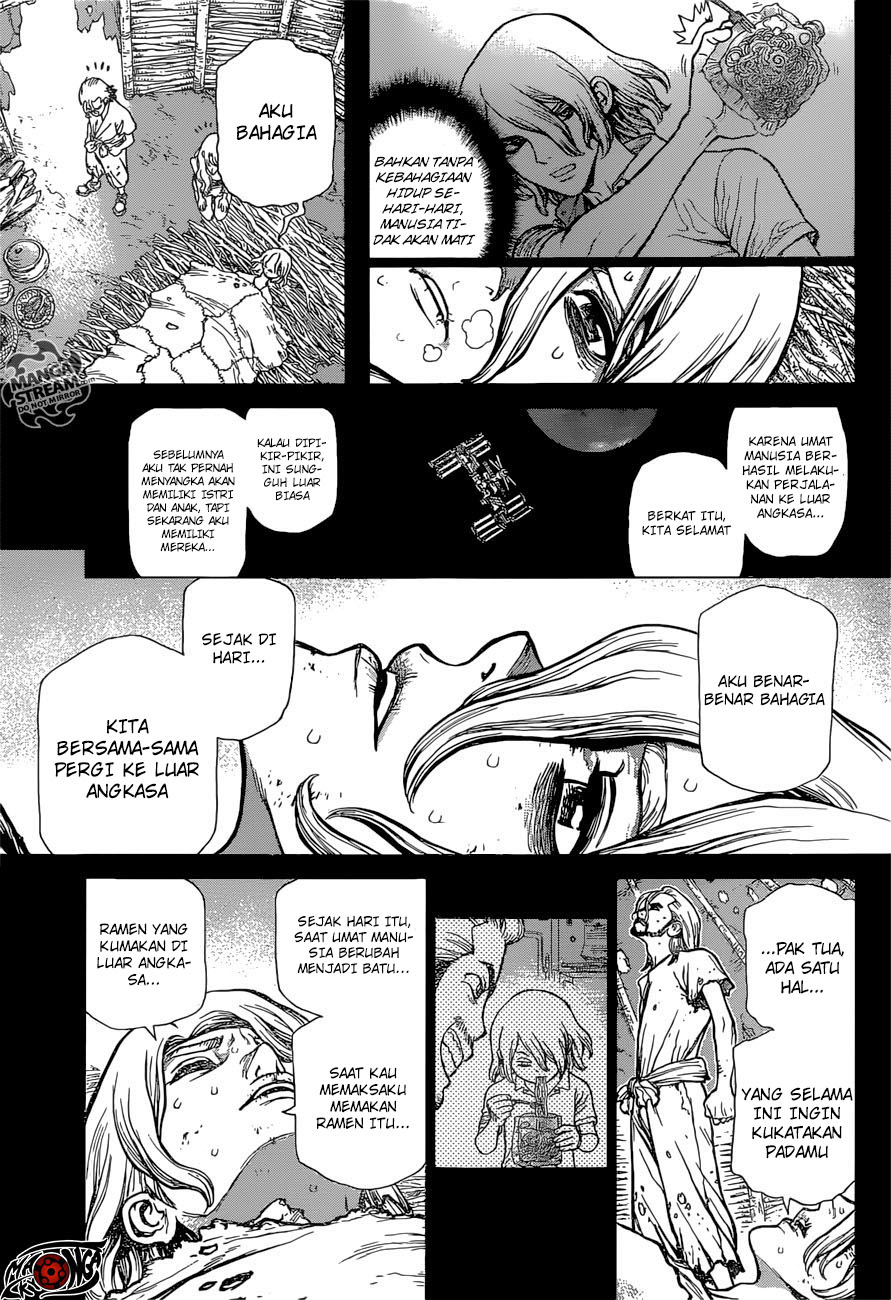 BAHKAN TANPA
KEBAHAGIAAN
HIDUP SE-
HARI-HARI,
MANUSIA TI-
DAK AKAN MATI
AKU
BAHAGIA
MANGA
STREAM.com
DO NOT MIRROR
KARENA UMAT
MANUSIA BER-
HASIL MELAKU-
KAN PERJALA-
NAN KE LUAR
ANGKASA...
BERKAT ITU,
KITA SELAMAT
KALAU DIPI-
KIR-PIKIR,
INI SUNG-
GUH LUAR
BIASA
SEBELUMNYA
AKU TAK PERNAH
MENYANGKA AKAN
MEMILIKI ISTRI
DAN ANAK, TAPI
SEKARANG AKU
MEMILIKI
MEREKA...
AKU BENAR-
BENAR BAHAGIA
SEJAK DI
HARI...
KITA
BERSAMA-SAMA
PERGI KE LUAR
ANGKASA
...PAK TUA,
ADA SATU
HAL...
YANG SELAMA
INI INGIN
KUKATAKAN
PADAMU
SEJAK HARI ITU,
SAAT UMAT MANU-
SIA BERUBAH
MENJADI BATU...
SAAT KAU
MEMAKSAKU
MEMAKAN
RAMEN ITU...
RAMEN YANG
KUMAKAN DI
LUAR ANGKA-
SA...